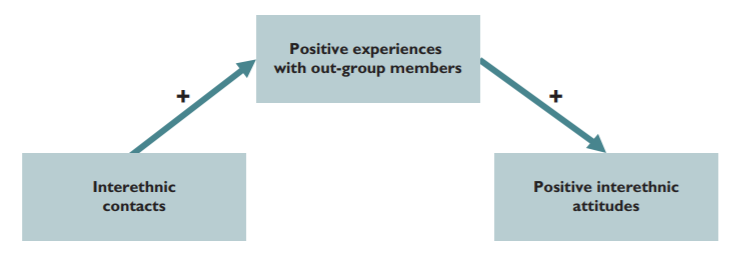 Positive experiences
with out-group members
+
+
Interethnic
contacts
Positive interethnic
attitudes